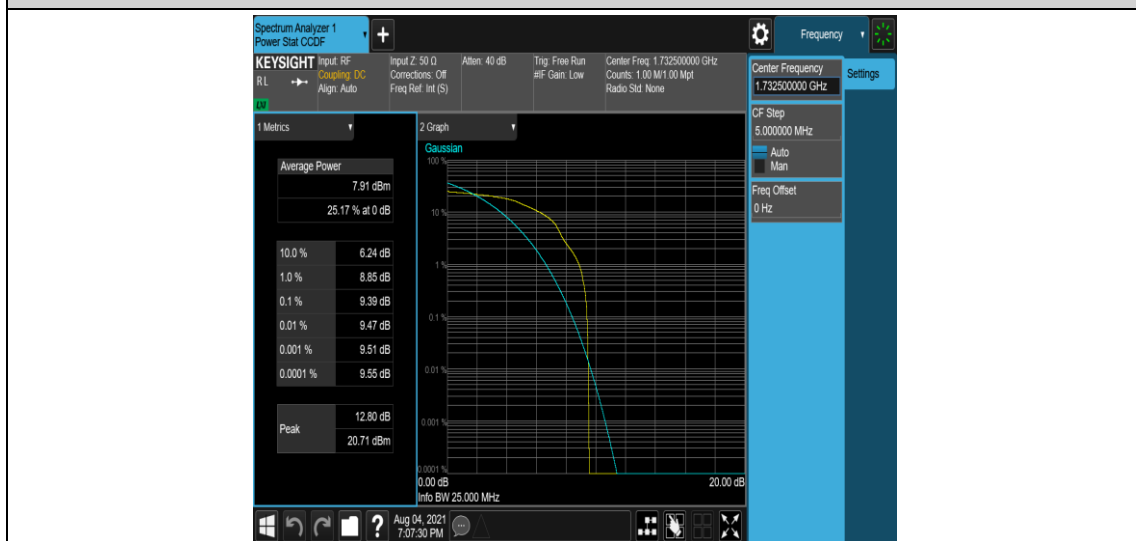 Spectrum Analyzer 1
Power Stat CCDF
+
Frequency
KEYSIGHT
RL
Input: RF
Coupling: DC
Align: Auto
Input Z: 50 Ω
Corrections: Off
Freq Ref: Int (S)
Atten: 40 dB
Trig: Free Run
#IF Gain: Low
Center Freq: 1.732500000 GHz
Counts: 1.00 M/1.00 Mpt
Radio Std: None
Center Frequency
1.732500000 GHz
Settings
CF Step
5.000000 MHz
Auto
Man
Freq Offset
0 Hz
1 Metrics
Average Power
7.91 dBm
25.17 % at 0 dB
10.0 % 6.24 dB
1.0 % 8.85 dB
0.1 % 9.39 dB
0.01 % 9.47 dB
0.001 % 9.51 dB
0.0001 % 9.55 dB
Peak
12.80 dB
20.71 dBm
2 Graph
Gaussian
100 %
10 %
1 %
0.1 %
0.01 %
0.001 %
0.0001 %
0.00 dB 20.00 dB
Info BW 25.000 MHz
?
Aug 04, 2021
7:07:30 PM